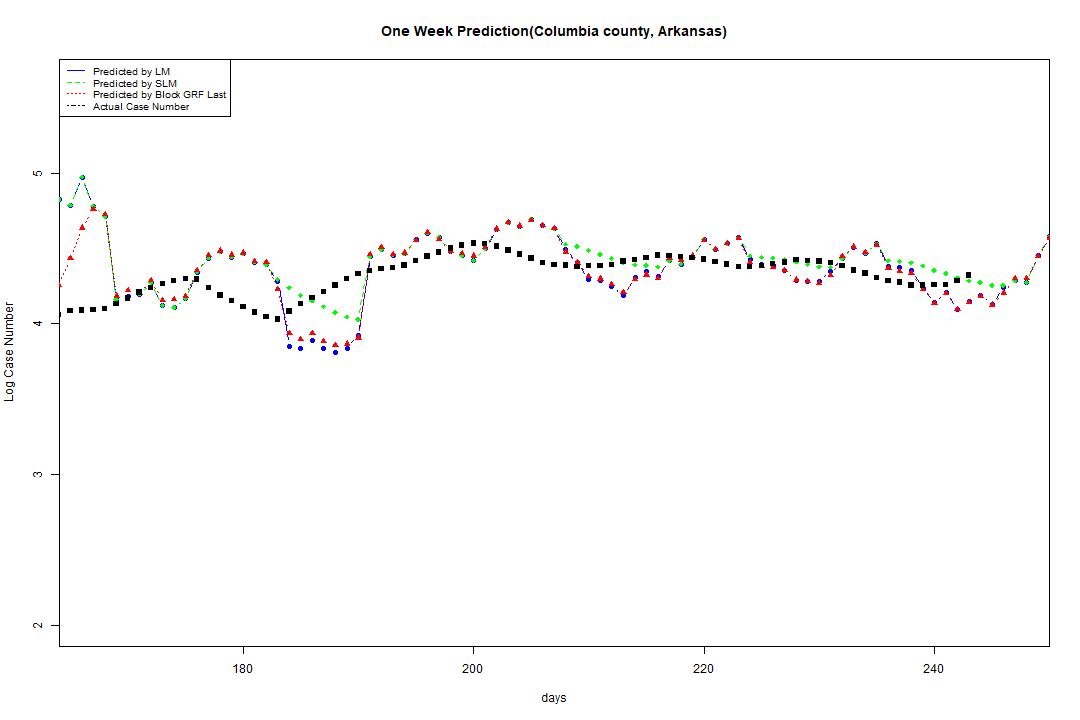 One Week Prediction(Columbia county, Arkansas)
Predicted by LM
Predicted by SLM
Predicted by Block GRF Last
Actual Case Number
5
4
3
2
Log Case Number
180
200
220
240
days